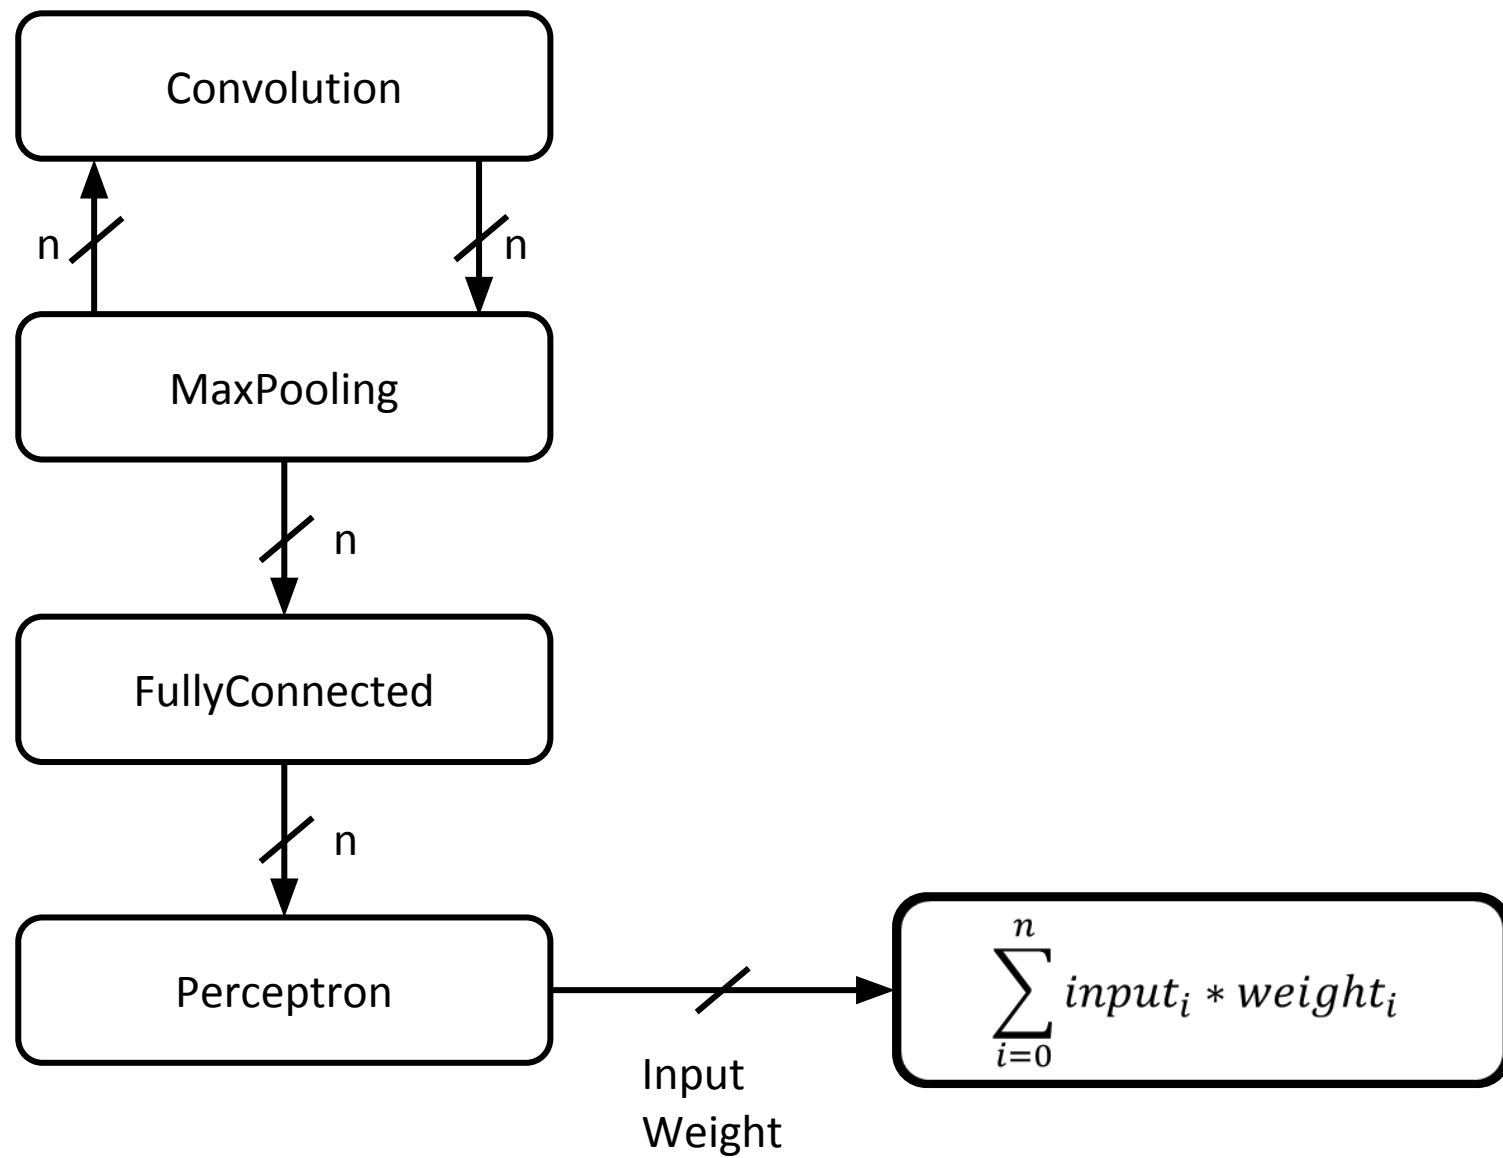 Convolution
n
n
MaxPooling
n
FullyConnected
n
Perceptron
Input
Weight
n
∑ input_i * weight_i
i=0